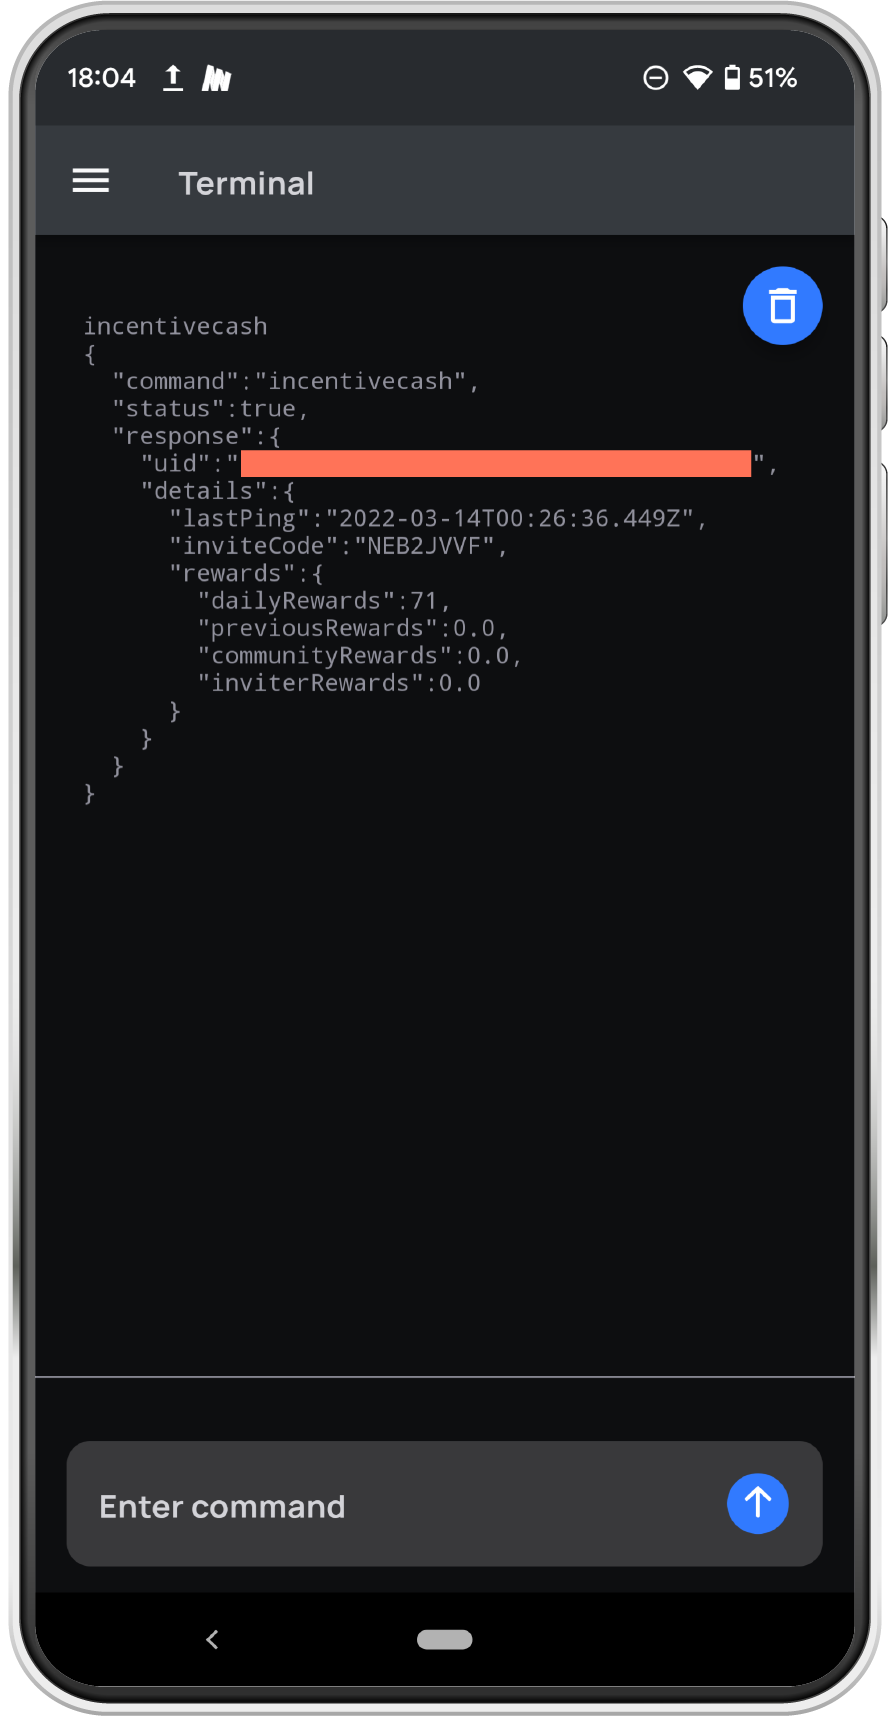 18:04 51%
Terminal
incentivecash
{
"command":"incentivecash",
"status":true,
"response":{
"uid":" ",
"details":{
"lastPing":"2022-03-14T00:26:36.449Z",
"inviteCode":"NEB2JVVF",
"rewards":{
"dailyRewards":71,
"previousRewards":0.0,
"communityRewards":0.0,
"inviterRewards":0.0
}
}
}
}
Enter command